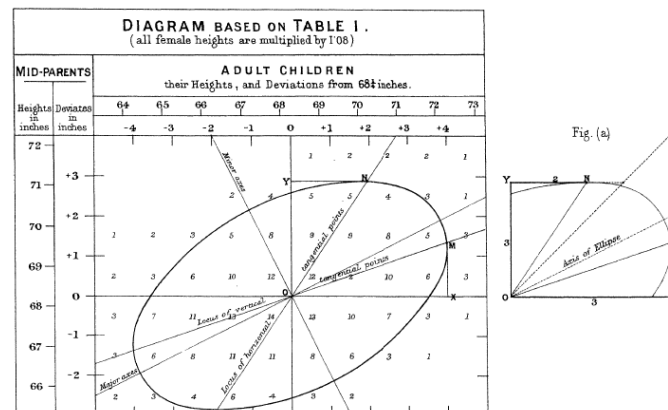 DIAGRAM BASED ON TABLE I.
(all female heights are multiplied by 1'08)
MID-PARENTS
ADULT CHILDREN
their Heights, and Deviations from 68¼ inches.
Heights in inches
Deviates in inches
64 65 66 67 68 69 70 71 72 73
-4 -3 -2 -1 0 +1 +2 +3 +4
72
71 +3
70 +2
69 +1
68 0
67 -1
66 -2
1 2 2 2 1
Y N
2 4 5 5 4 3 1
1 2 3 5 8 9 9 8 5 3
M
2 3 6 10 12 12 2 10 6 3
O X
3 7 11 13 14 13 10 7 3 1
3 6 8 11 11 8 6 3 1
2 3 4 6 4 3 2
Minor axes
tangential points
tangential points
Locus of vertical
Major axes
Locus of horizontal
Fig. (a)
Y 2 N
3
Axis of Ellipse
O
3